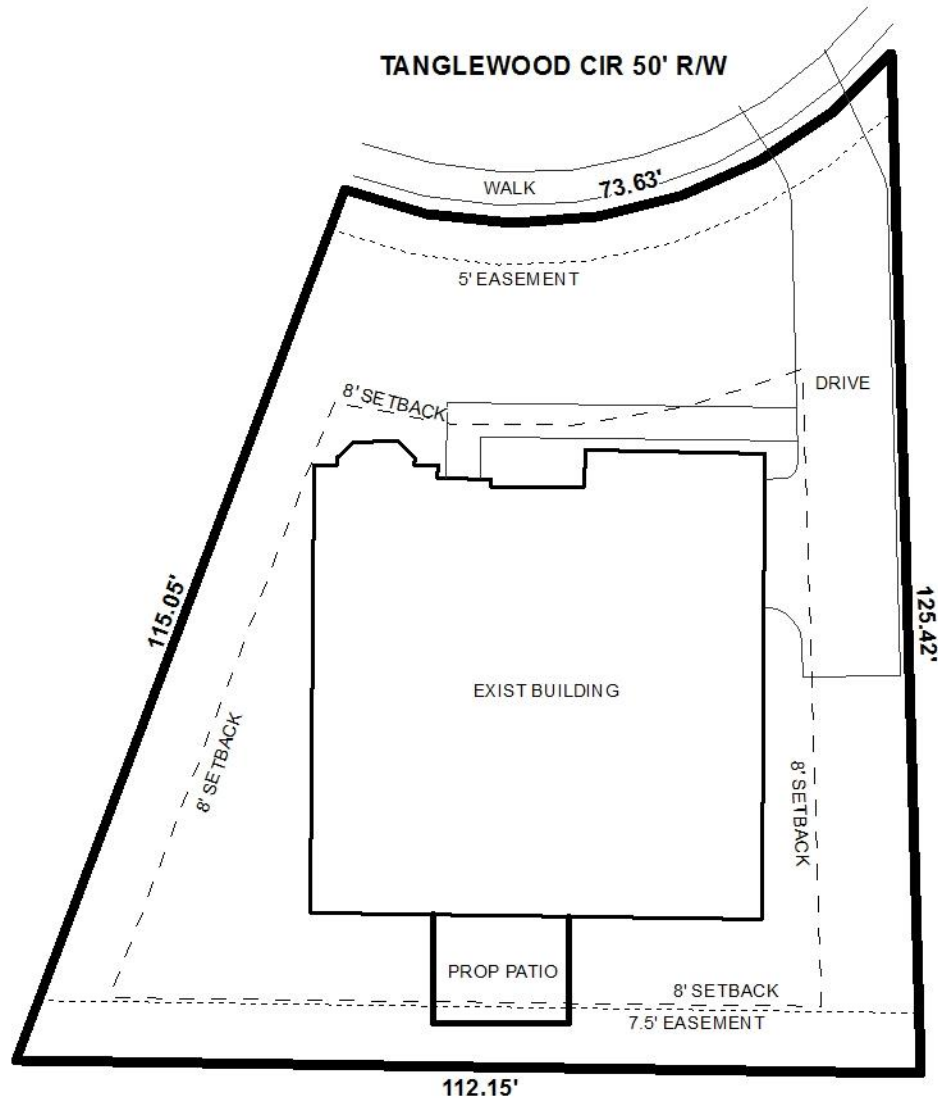 TANGLEWOOD CIR 50' R/W
WALK
73.63'
5' EASEMENT
DRIVE
8' SETBACK
115.05'
125.42'
EXIST BUILDING
8' SETBACK
8' SETBACK
PROP PATIO
8' SETBACK
7.5' EASEMENT
112.15'